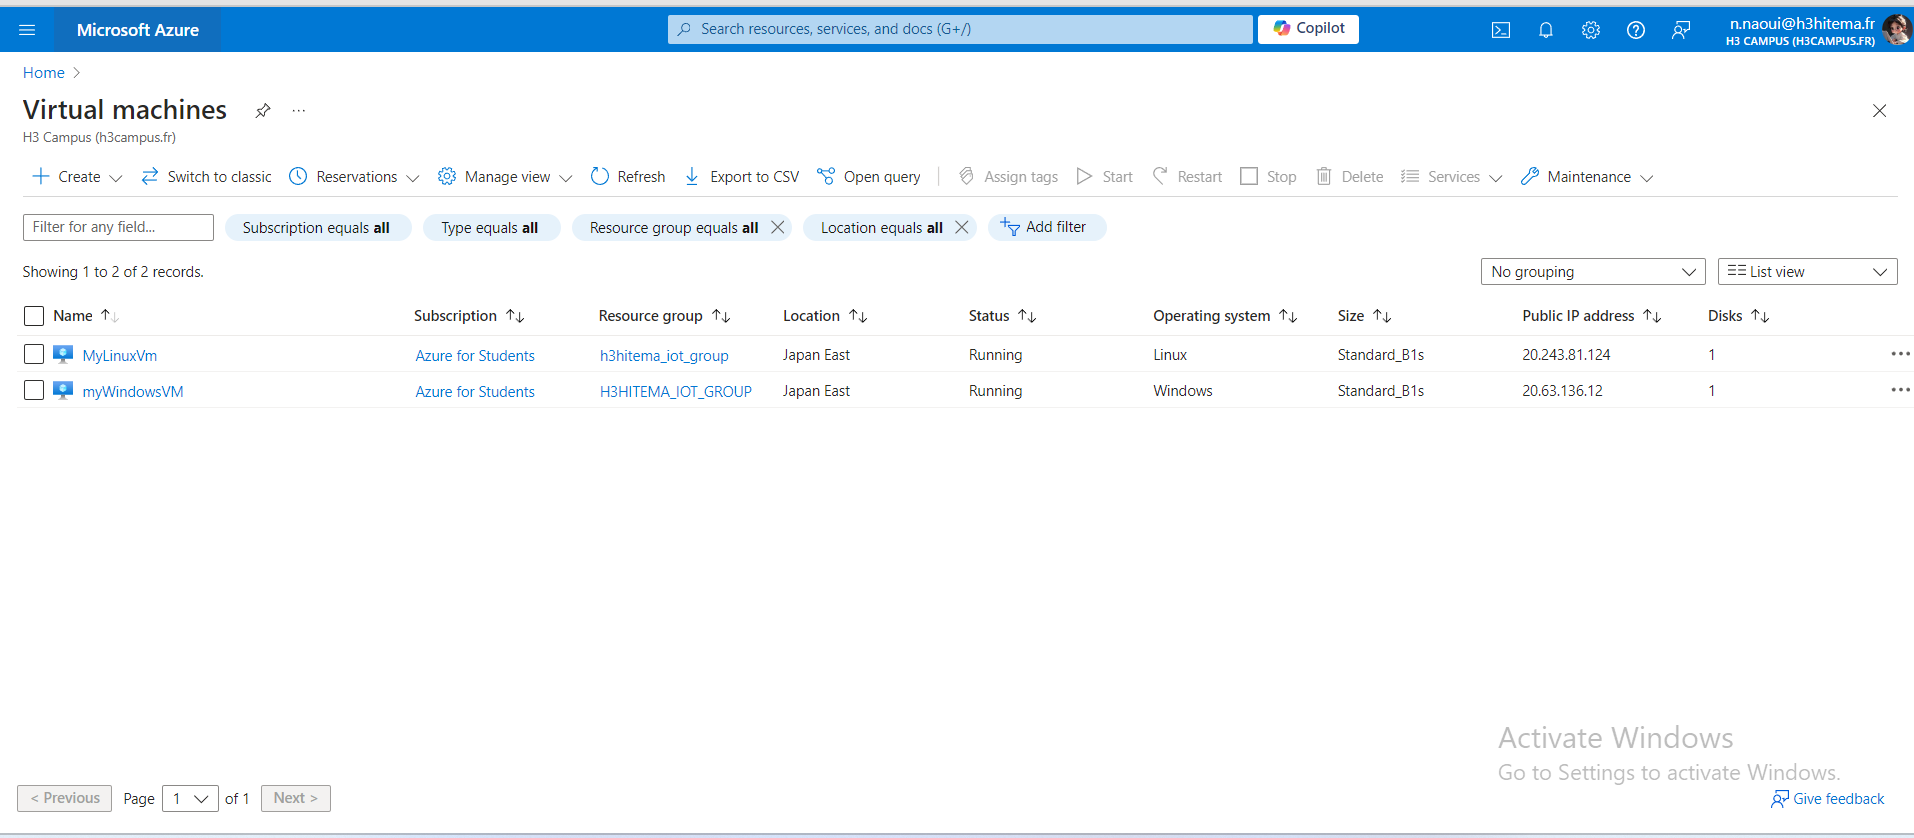 Microsoft Azure
Search resources, services, and docs (G+/)
Copilot
n.naoui@h3hitema.fr
H3 CAMPUS (H3CAMPUS.FR)
Home
Virtual machines
H3 Campus (h3campus.fr)
Create Switch to classic Reservations Manage view Refresh Export to CSV Open query Assign tags Start Restart Stop Delete Services Maintenance
Filter for any field... Subscription equals all Type equals all Resource group equals all Location equals all Add filter
Showing 1 to 2 of 2 records. No grouping List view
Name Subscription Resource group Location Status Operating system Size Public IP address Disks
MyLinuxVm Azure for Students h3hitema_iot_group Japan East Running Linux Standard_B1s 20.243.81.124 1
myWindowsVM Azure for Students H3HITEMA_IOT_GROUP Japan East Running Windows Standard_B1s 20.63.136.12 1
Activate Windows
Go to Settings to activate Windows.
< Previous Page 1 of 1 Next > Give feedback